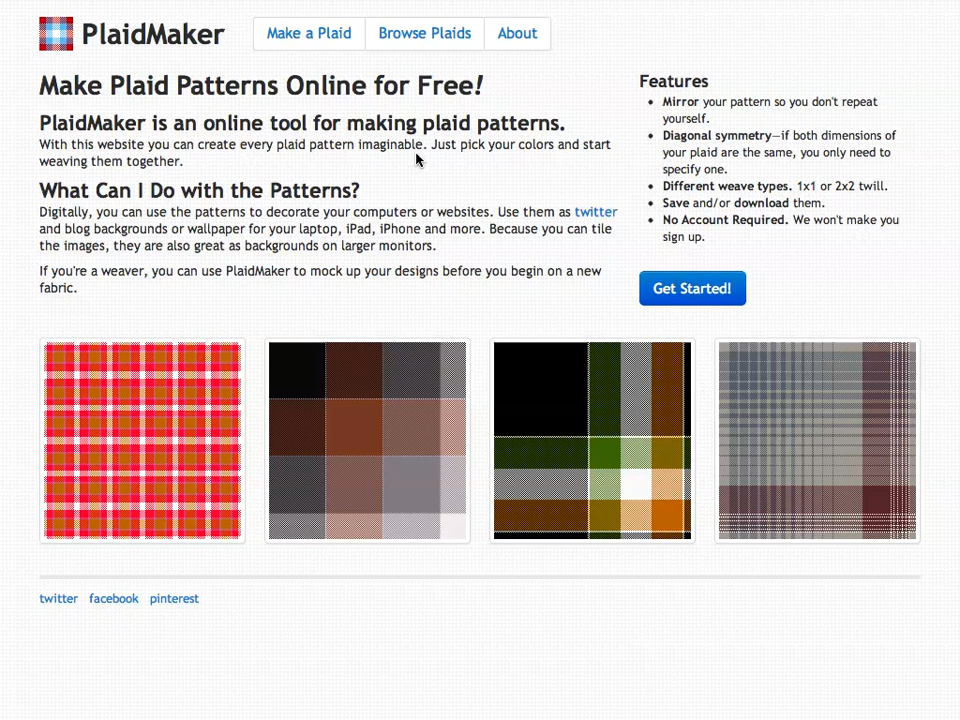 PlaidMaker
Make a Plaid
Browse Plaids
About
Make Plaid Patterns Online for Free!
PlaidMaker is an online tool for making plaid patterns.
With this website you can create every plaid pattern imaginable. Just pick your colors and start
weaving them together.
What Can I Do with the Patterns?
Digitally, you can use the patterns to decorate your computers or websites. Use them as twitter
and blog backgrounds or wallpaper for your laptop, iPad, iPhone and more. Because you can tile
the images, they are also great as backgrounds on larger monitors.
If you're a weaver, you can use PlaidMaker to mock up your designs before you begin on a new
fabric.
Features
Mirror your pattern so you don't repeat
yourself.
Diagonal symmetry—if both dimensions of
your plaid are the same, you only need to
specify one.
Different weave types. 1x1 or 2x2 twill.
Save and/or download them.
No Account Required. We won't make you
sign up.
Get Started!
twitter
facebook
pinterest